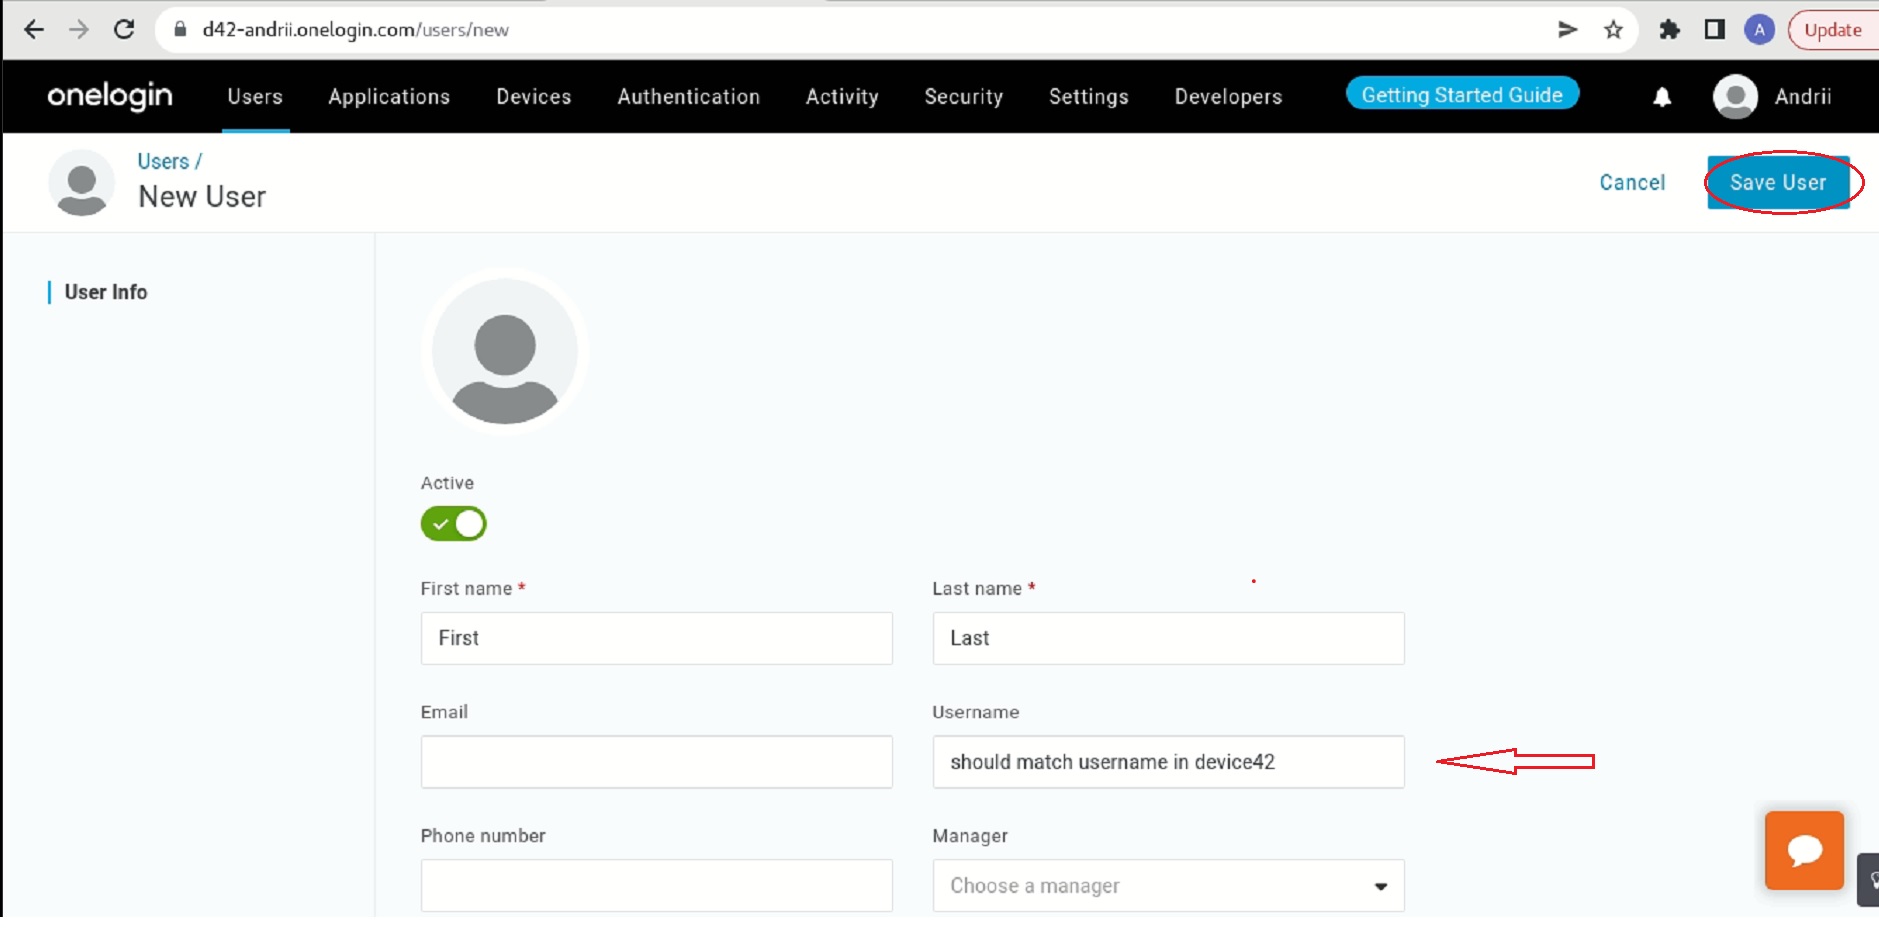 d42-andrii.onelogin.com/users/new
A
Update
onelogin
Users
Applications
Devices
Authentication
Activity
Security
Settings
Developers
Getting Started Guide
Andrii
Users /
New User
Cancel
Save User
User Info
Active
First name *
Last name *
First
Last
Email
Username
should match username in device42
Phone number
Manager
Choose a manager